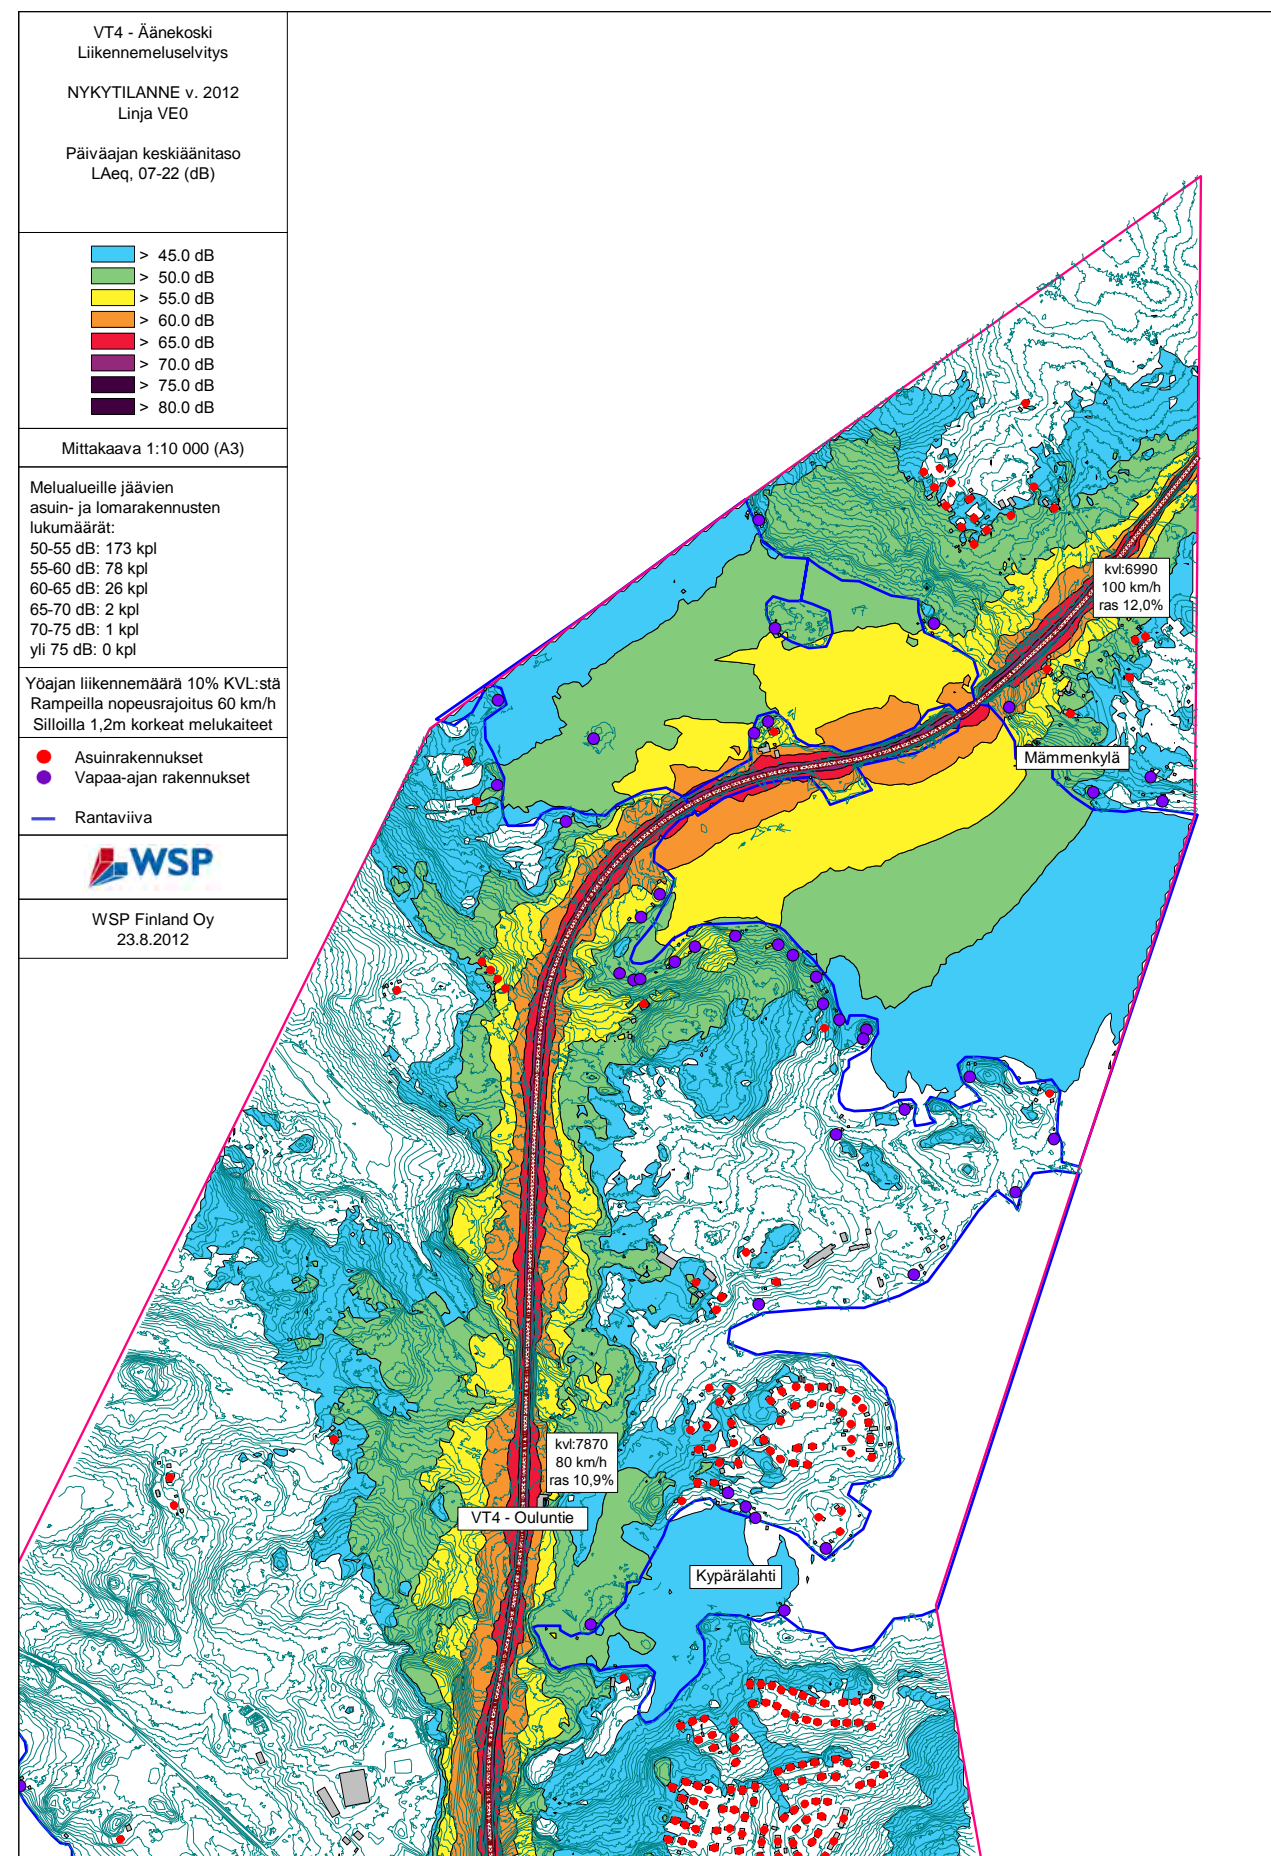 VT4 - Äänekoski
Liikennemeluselvitys
NYKYTILANNE v. 2012
Linja VE0
Päiväajan keskiäänitaso
LAeq, 07-22 (dB)
> 45.0 dB
> 50.0 dB
> 55.0 dB
> 60.0 dB
> 65.0 dB
> 70.0 dB
> 75.0 dB
> 80.0 dB
Mittakaava 1:10 000 (A3)
Melualueille jäävien
asuin- ja lomarakennusten
lukumäärät:
50-55 dB: 173 kpl
55-60 dB: 78 kpl
60-65 dB: 26 kpl
65-70 dB: 2 kpl
70-75 dB: 1 kpl
yli 75 dB: 0 kpl
Yöajan liikennemäärä 10% KVL:stä
Rampeilla nopeusrajoitus 60 km/h
Silloilla 1,2m korkeat melukaiteet
Asuinrakennukset
Vapaa-ajan rakennukset
Rantaviiva
WSP
WSP Finland Oy
23.8.2012
kvl:6990
100 km/h
ras 12,0%
Mämmenkylä
kvl:7870
80 km/h
ras 10,9%
VT4 - Ouluntie
Kypärälahti